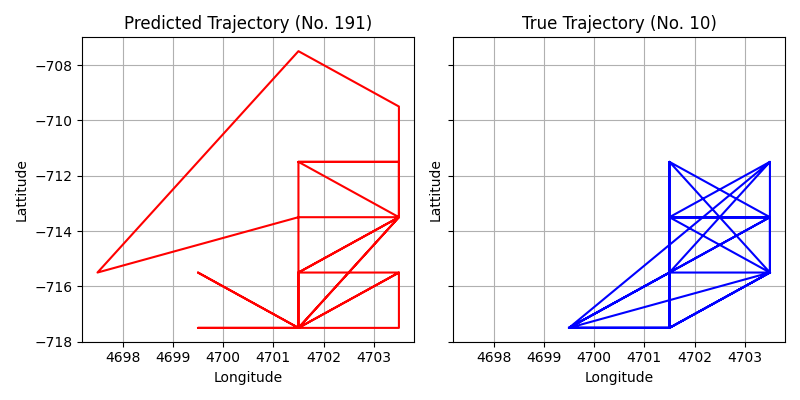 Predicted Trajectory (No. 191)
True Trajectory (No. 10)
−708
−710
−712
−714
−716
−718
Lattitude
Lattitude
4698 4699 4700 4701 4702 4703
4698 4699 4700 4701 4702 4703
Longitude
Longitude